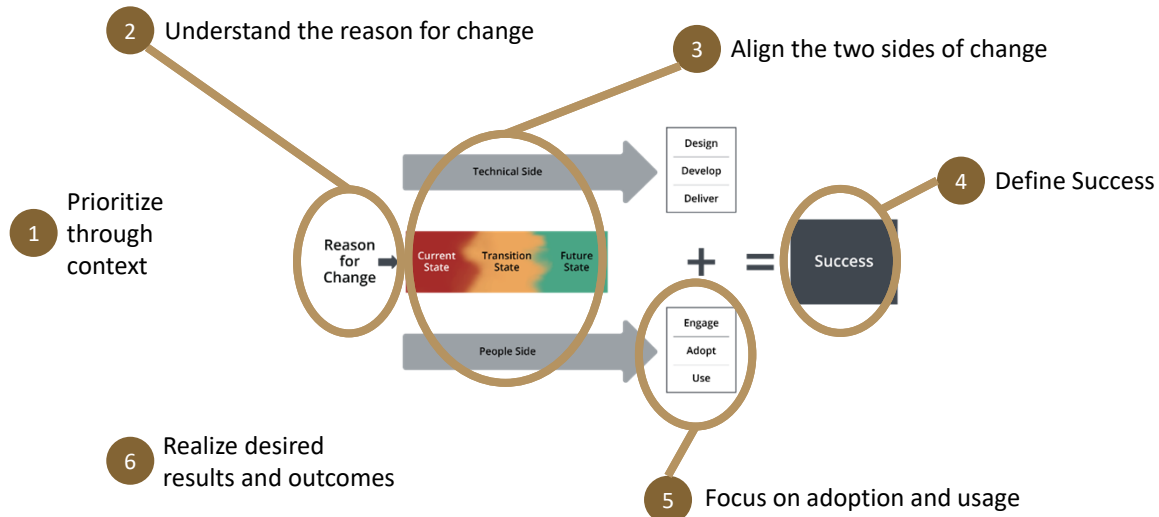 2
Understand the reason for change
3
Align the two sides of change
Technical Side
Design
Develop
Deliver
4
Define Success
1
Prioritize
through
context
Reason
for
Change
Current
State
Transition
State
Future
State
+
=
Success
Engage
Adopt
Use
People Side
6
Realize desired
results and outcomes
5
Focus on adoption and usage